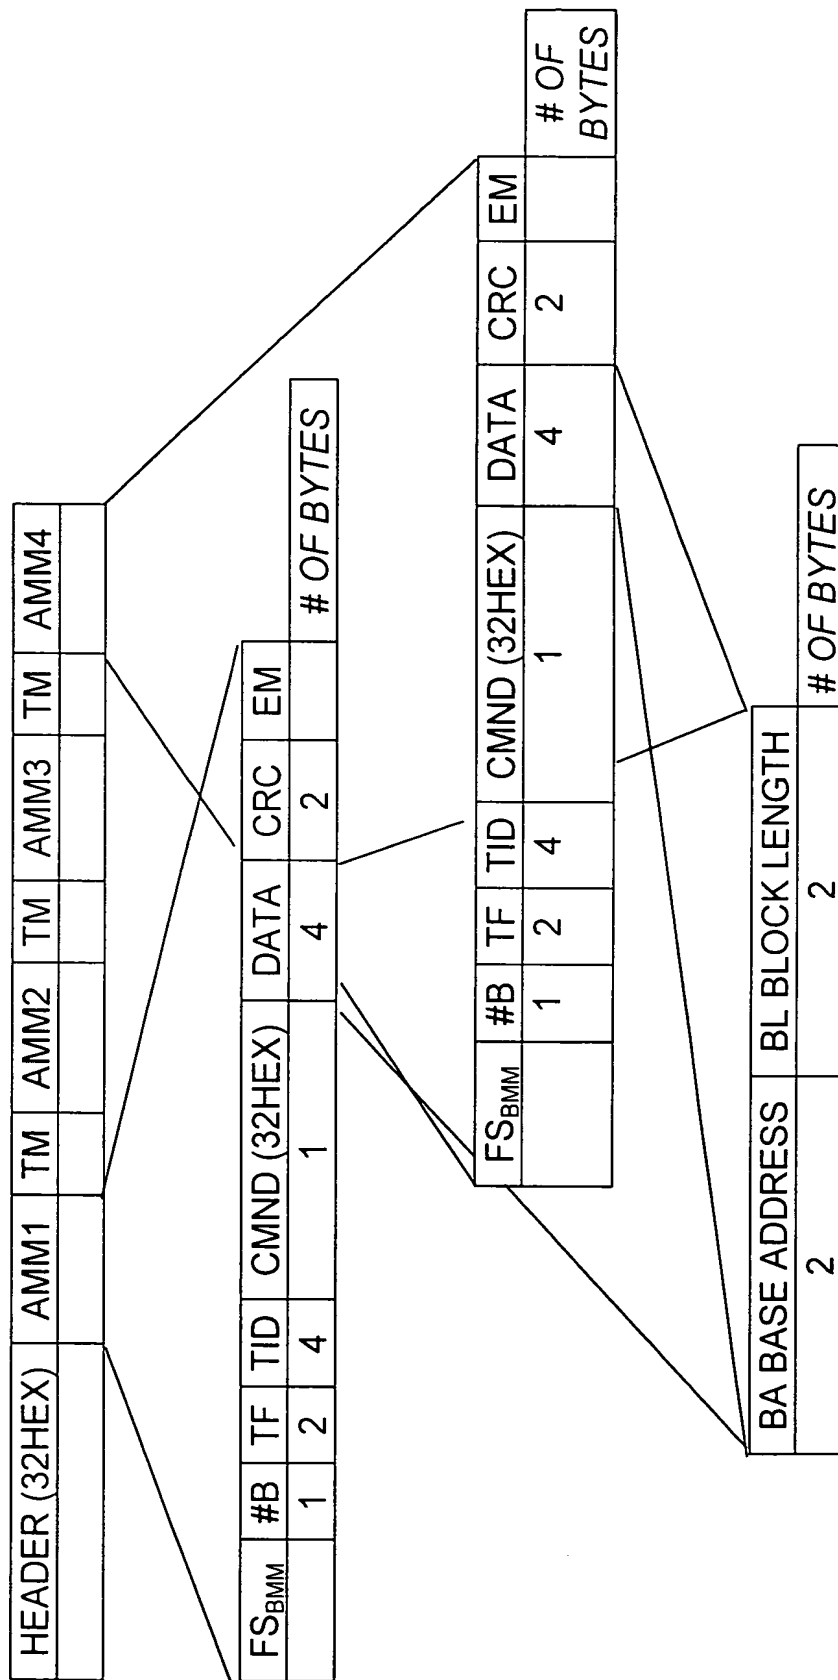 HEADER (32HEX) AMM1 TM AMM2 TM AMM3 TM AMM4
FSBMM #B TF TID CMND (32HEX) DATA CRC EM
1 2 4 1 4 2 # OF BYTES
FSBMM #B TF TID CMND (32HEX) DATA CRC EM
1 2 4 1 4 2 # OF
BYTES
BA BASE ADDRESS BL BLOCK LENGTH
2 2 # OF BYTES